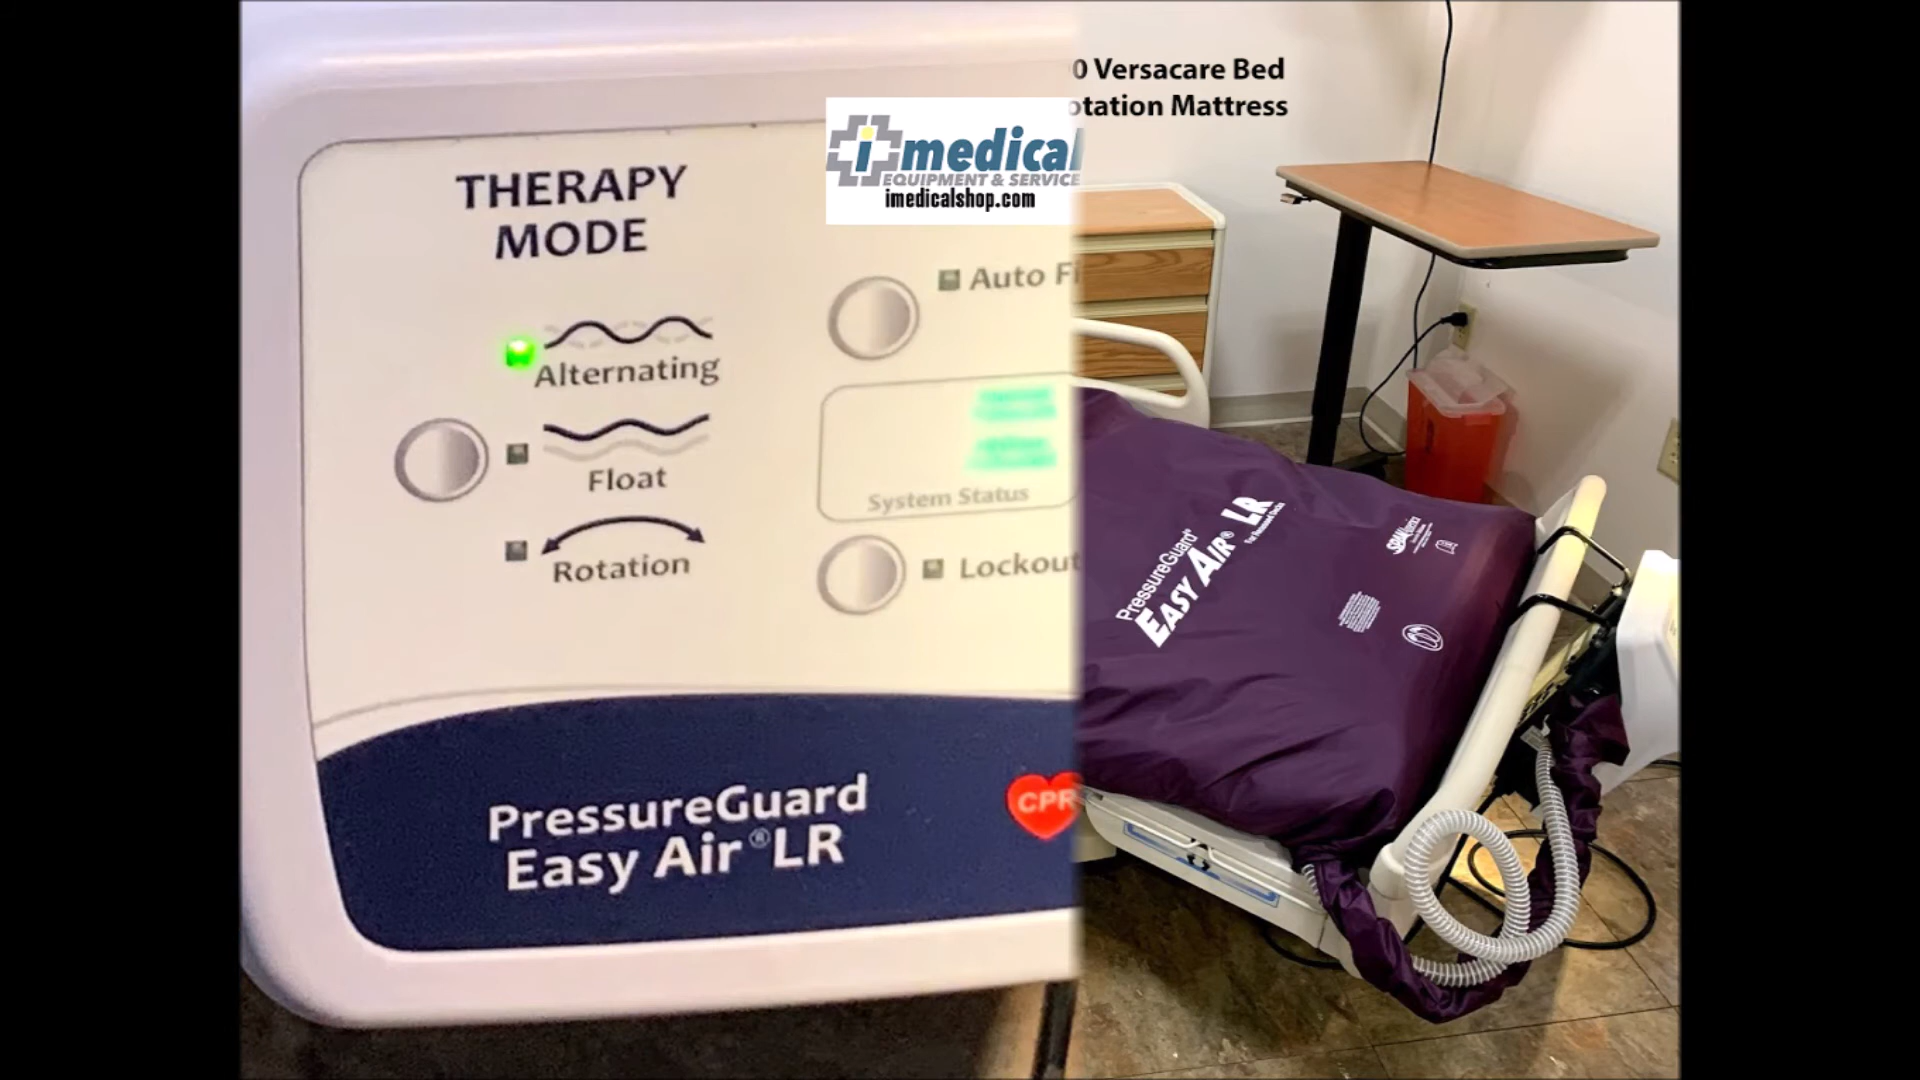 0 Versacare Bed
otation Mattress
imedical
EQUIPMENT & SERVICE
imedicalshop.com
THERAPY
MODE
Alternating
Float
Rotation
Auto Fi
System Status
Lockout
PressureGuard
Easy Air® LR
CPR
PressureGuard®
EASY AIR® LR